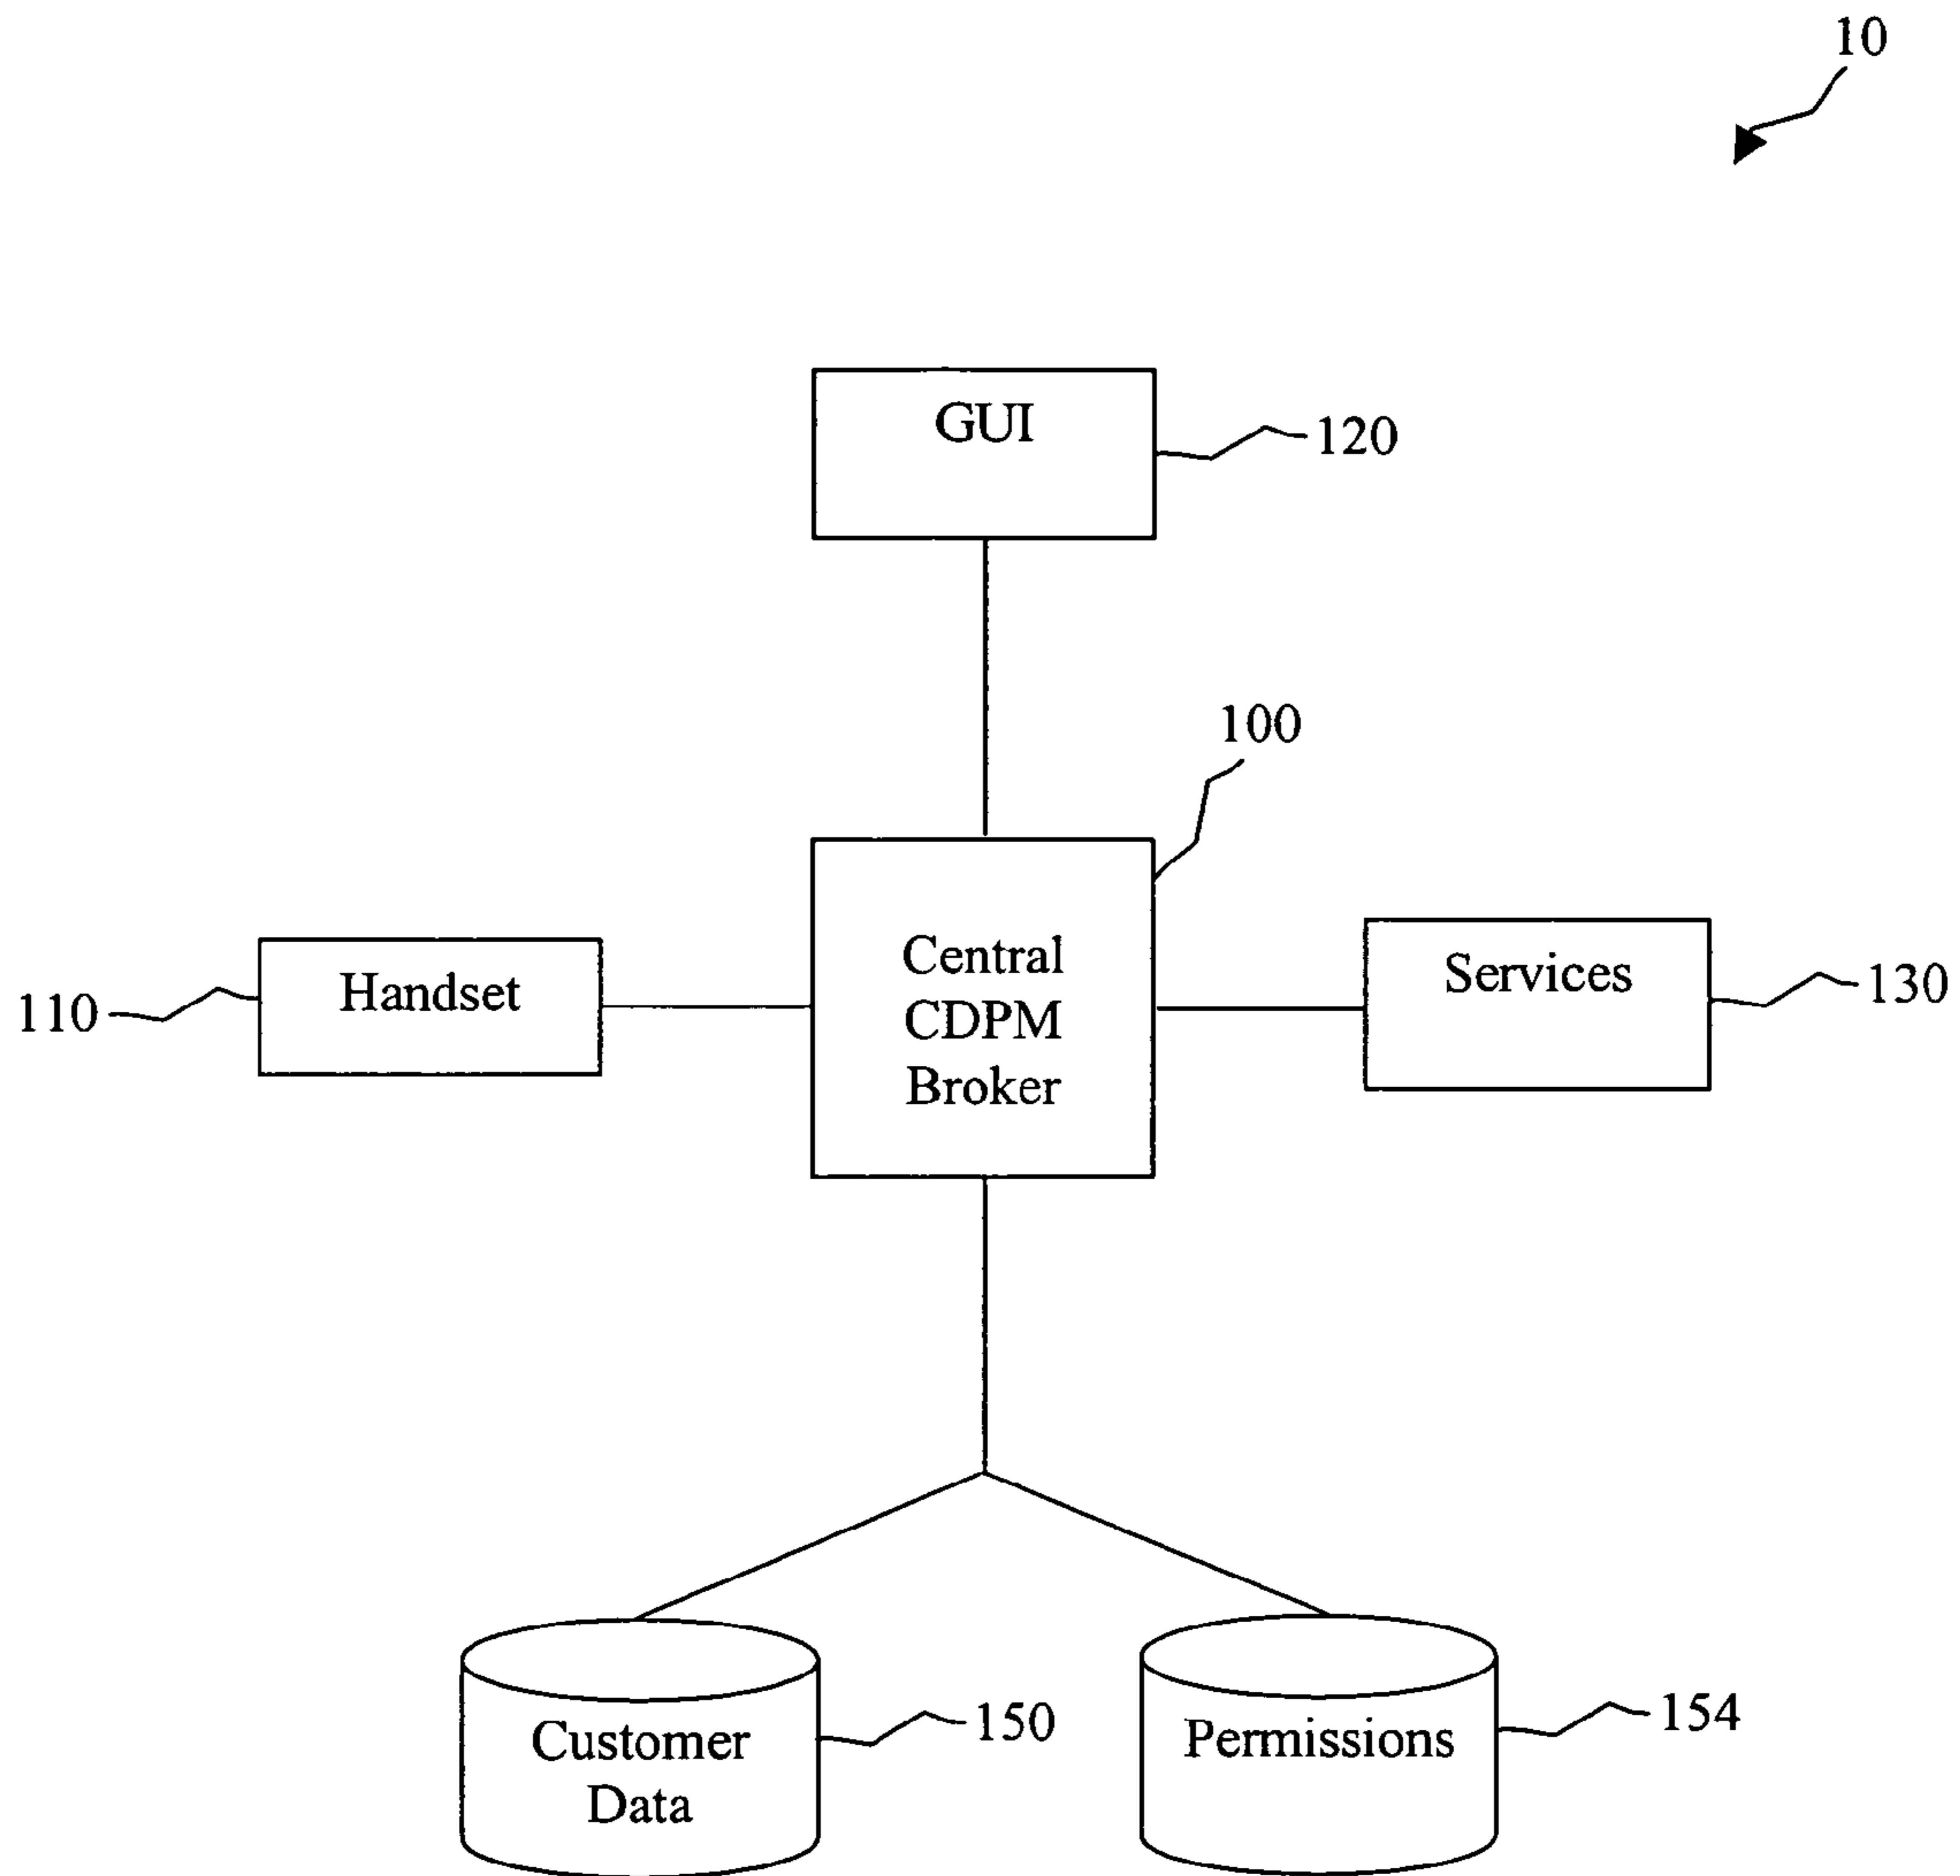 10
GUI
120
100
Central
CDPM
Broker
Handset
110
Services
130
Customer
Data
150
Permissions
154